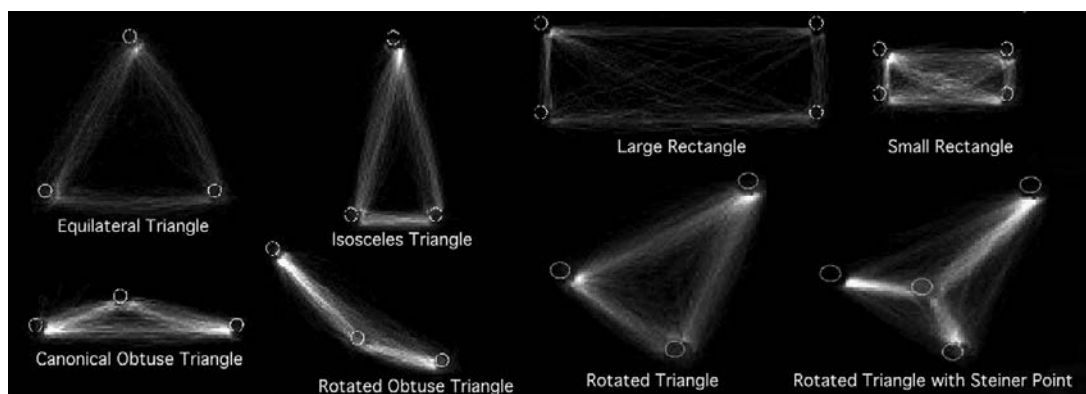 Large Rectangle
Small Rectangle
Equilateral Triangle
Isosceles Triangle
Canonical Obtuse Triangle
Rotated Obtuse Triangle
Rotated Triangle
Rotated Triangle with Steiner Point